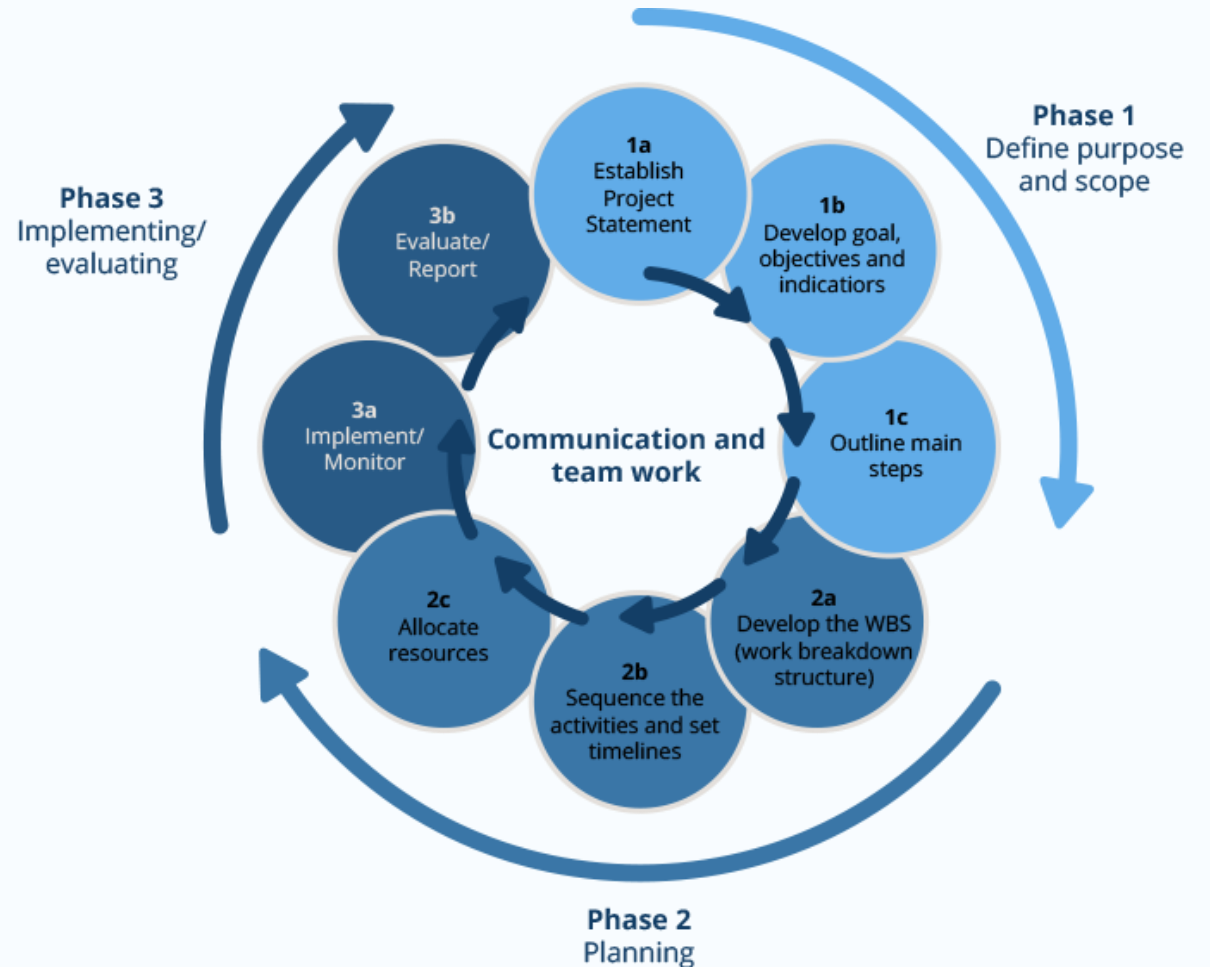 Phase 1
Define purpose
and scope
1a
Establish
Project
Statement
1b
Develop goal,
objectives and
indicatiors
1c
Outline main
steps
2a
Develop the WBS
(work breakdown
structure)
2b
Sequence the
activities and set
timelines
2c
Allocate
resources
Phase 2
Planning
3a
Implement/
Monitor
3b
Evaluate/
Report
Phase 3
Implementing/
evaluating
Communication and
team work